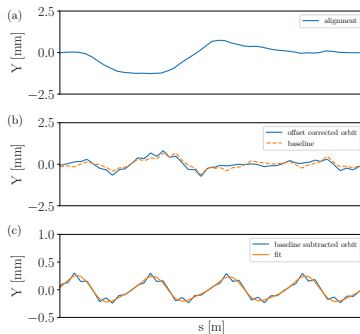 (a)
2.5
alignment
Y [mm]
0.0
−2.5
(b)
2.5
offset corrected orbit
baseline
Y [mm]
0.0
−2.5
(c)
1.0
baseline subtracted orbit
fit
Y [mm]
0.5
0.0
−0.5
s [m]